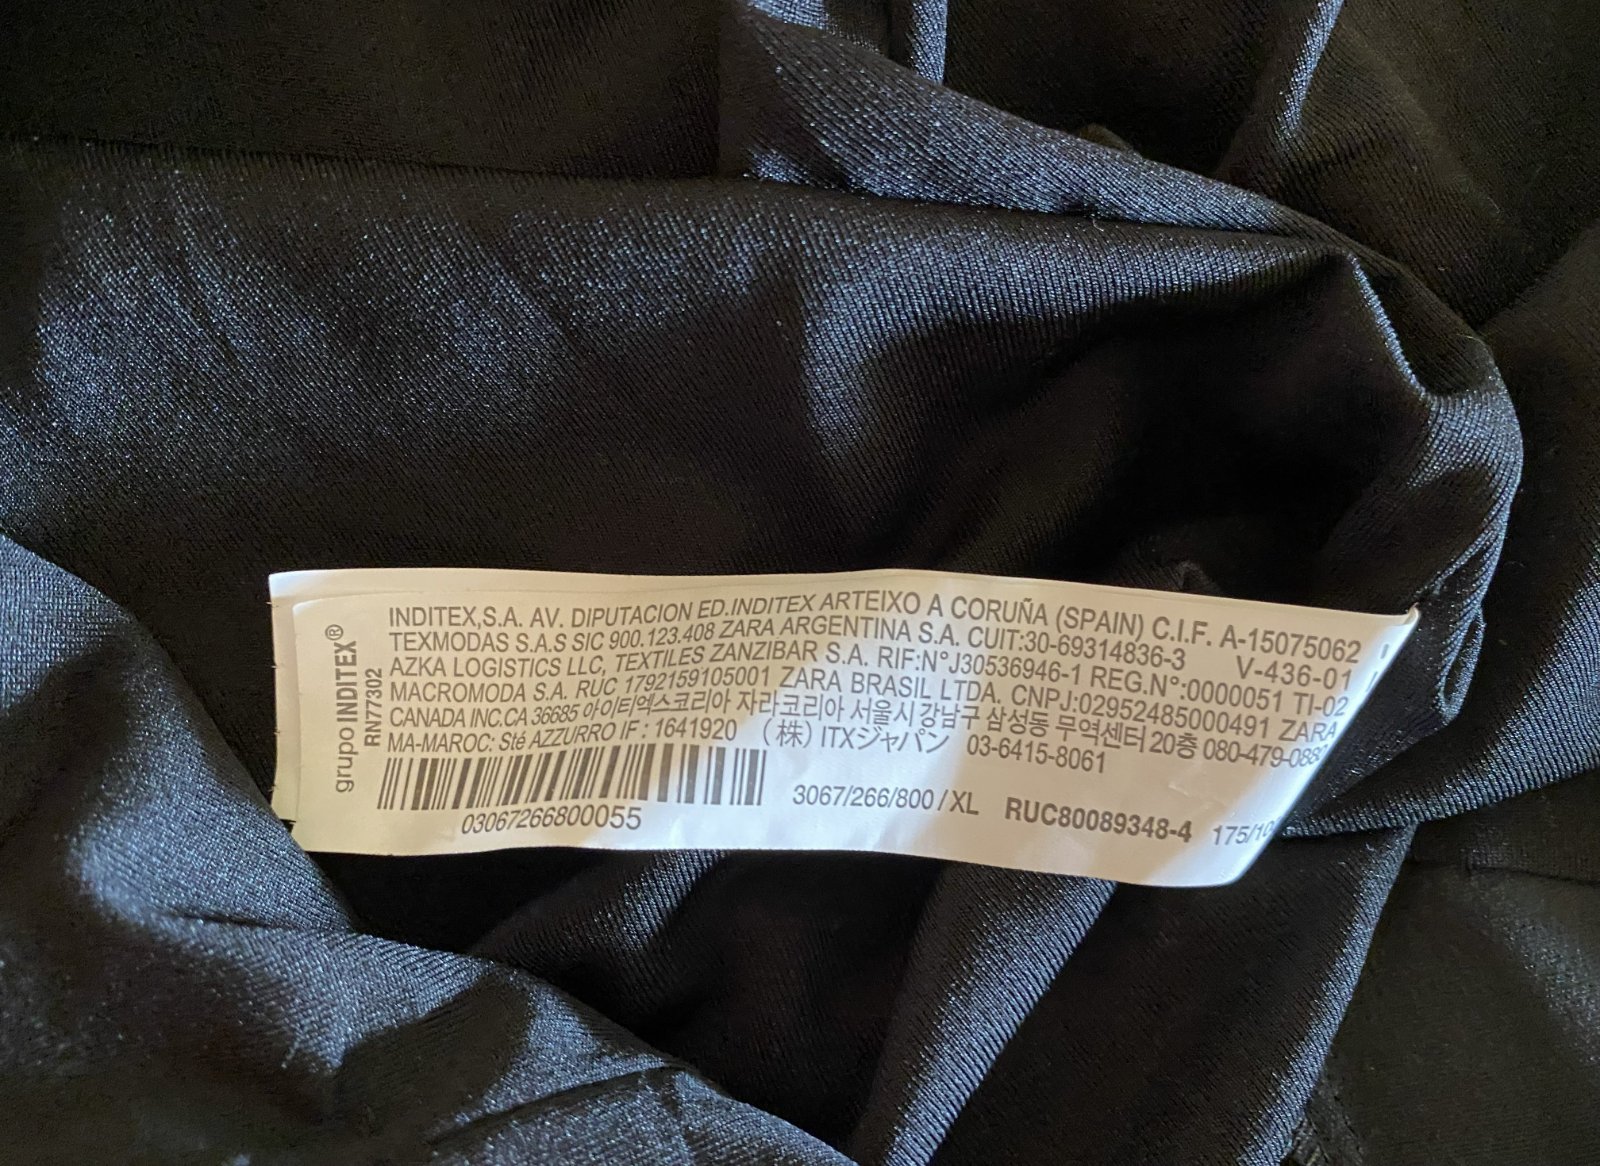 grupo INDITEX®
RN77302
INDITEX,S.A. AV. DIPUTACION ED.INDITEX ARTEIXO A CORUÑA (SPAIN) C.I.F. A-15075062
TEXMODAS S.A.S SIC 900.123.408 ZARA ARGENTINA S.A. CUIT:30-69314836-3 V-436-01
AZKA LOGISTICS LLC, TEXTILES ZANZIBAR S.A. RIF:N°J30536946-1 REG.N°:0000051 TI-02
MACROMODA S.A. RUC 1792159105001 ZARA BRASIL LTDA. CNPJ:02952485000491 ZARA
CANADA INC.CA 36685 아이티엑스코리아 자라코리아 서울시 강남구 삼성동 무역센터 20층 080-479-0880
MA-MAROC: Sté AZZURRO IF : 1641920 (株) ITXジャパン 03-6415-8061
03067266800055
3067/266/800 / XL RUC80089348-4 175/